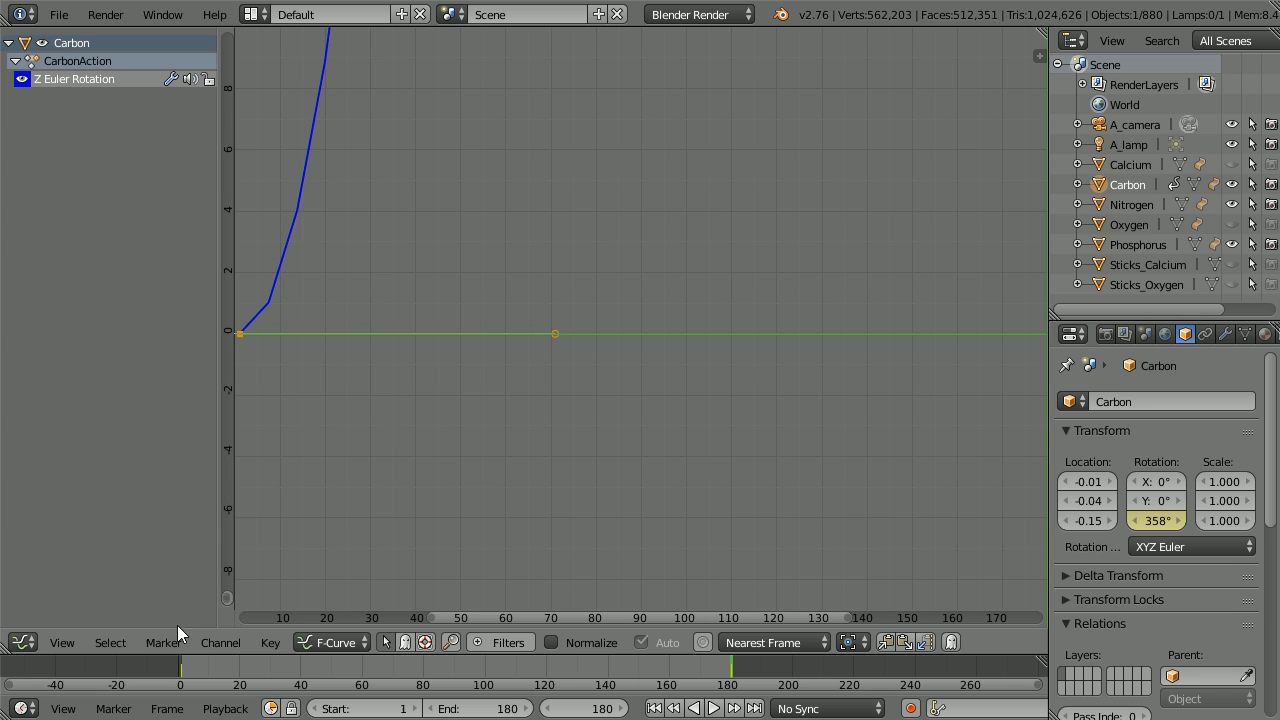 File Render Window Help Default Scene Blender Render v2.76 | Verts:562,203 | Faces:512,351 | Tris:1,024,626 | Objects:1/880 | Lamps:0/1 | Mem:8.4
Carbon
CarbonAction
Z Euler Rotation
8
6
4
2
0
-2
-4
-6
-8
10 20 30 40 50 60 70 80 90 100 110 120 130 140 150 160 170
View Select Marker Channel Key F-Curve Filters Normalize Auto Nearest Frame
-40 -20 0 20 40 60 80 100 120 140 160 180 200 220 240 260
View Marker Frame Playback Start: 1 End: 180 180 No Sync
View Search All Scenes
Scene
RenderLayers
World
A_camera
A_lamp
Calcium
Carbon
Nitrogen
Oxygen
Phosphorus
Sticks_Calcium
Sticks_Oxygen
Carbon
Carbon
Transform
Location: Rotation: Scale:
-0.01 X: 0° 1.000
-0.04 Y: 0° 1.000
-0.15 358° 1.000
Rotation ... XYZ Euler
Delta Transform
Transform Locks
Relations
Layers: Parent:
Object
Pass Inde: 0